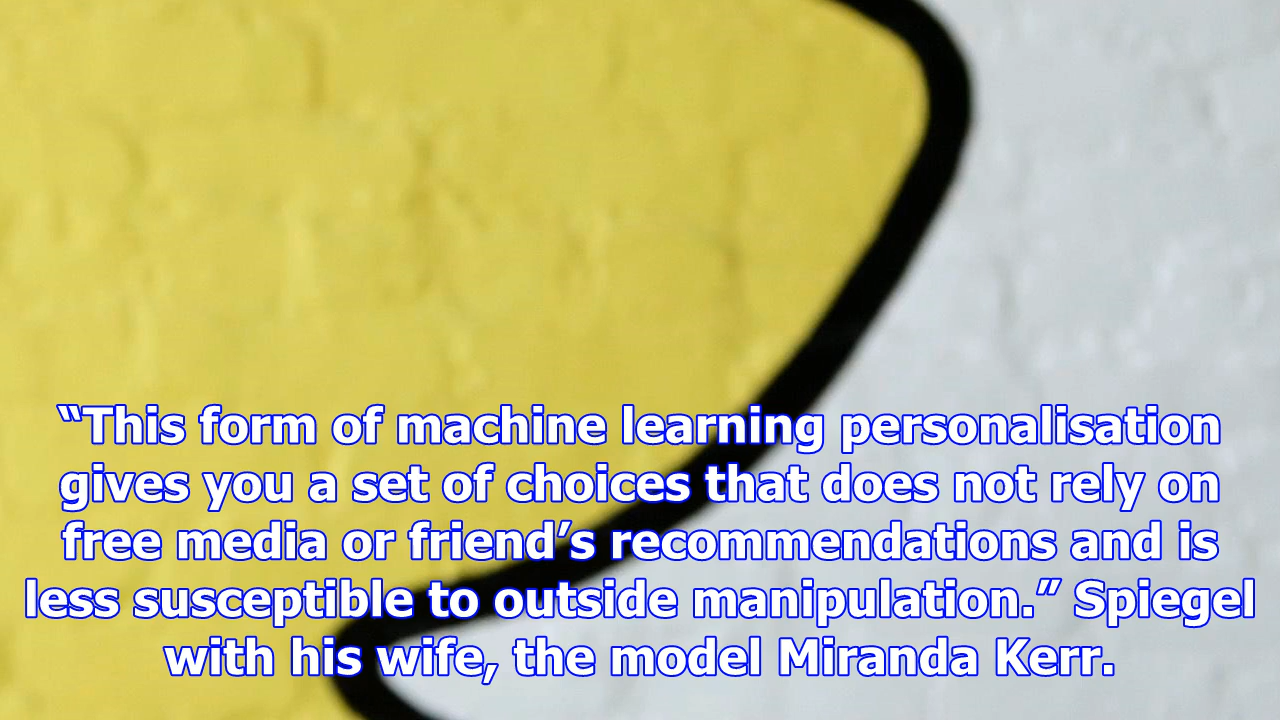 “This form of machine learning personalisation
gives you a set of choices that does not rely on
free media or friend’s recommendations and is
less susceptible to outside manipulation.” Spiegel
with his wife, the model Miranda Kerr.